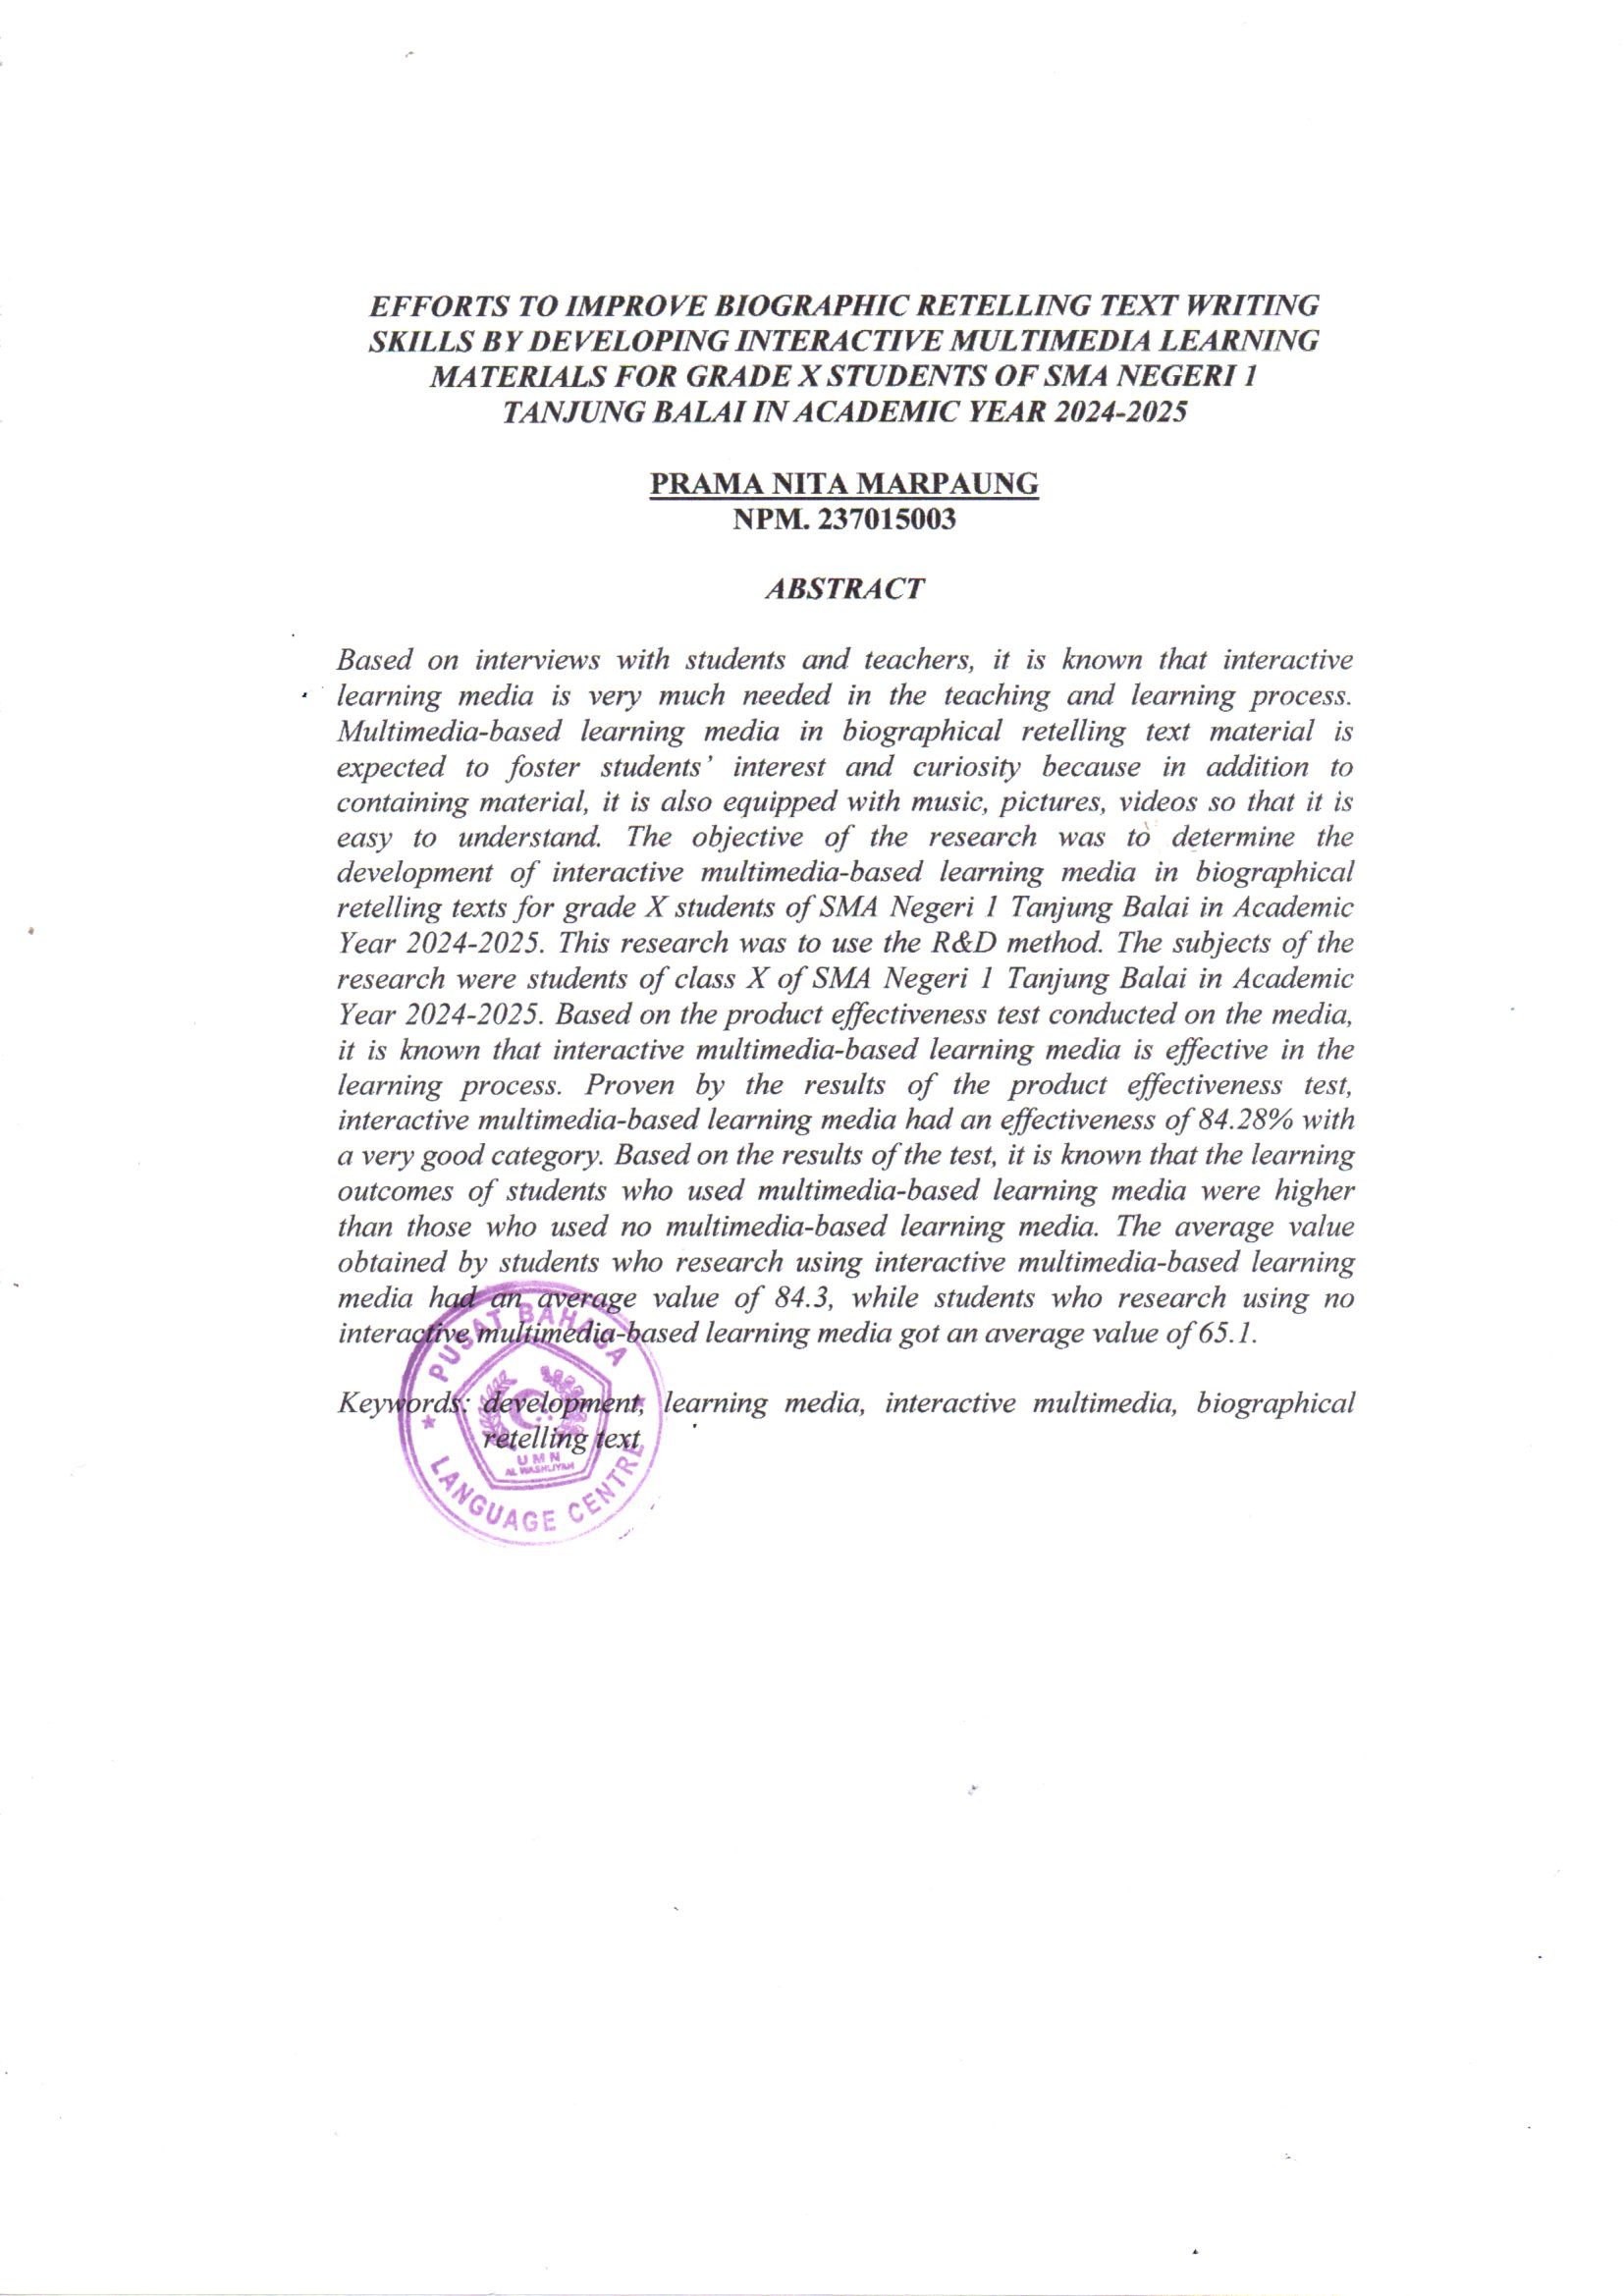 EFFORTS TO IMPROVE BIOGRAPHIC RETELLING TEXT WRITING
SKILLS BY DEVELOPING INTERACTIVE MULTIMEDIA LEARNING
MATERIALS FOR GRADE X STUDENTS OF SMA NEGERI 1
TANJUNG BALAI IN ACADEMIC YEAR 2024-2025
PRAMA NITA MARPAUNG
NPM. 237015003
ABSTRACT
Based on interviews with students and teachers, it is known that interactive
learning media is very much needed in the teaching and learning process.
Multimedia-based learning media in biographical retelling text material is
expected to foster students' interest and curiosity because in addition to
containing material, it is also equipped with music, pictures, videos so that it is
easy to understand. The objective of the research was to determine the
development of interactive multimedia-based learning media in biographical
retelling texts for grade X students of SMA Negeri 1 Tanjung Balai in Academic
Year 2024-2025. This research was to use the R&D method. The subjects of the
research were students of class X of SMA Negeri 1 Tanjung Balai in Academic
Year 2024-2025. Based on the product effectiveness test conducted on the media,
it is known that interactive multimedia-based learning media is effective in the
learning process. Proven by the results of the product effectiveness test,
interactive multimedia-based learning media had an effectiveness of 84.28% with
a very good category. Based on the results of the test, it is known that the learning
outcomes of students who used multimedia-based learning media were higher
than those who used no multimedia-based learning media. The average value
obtained by students who research using interactive multimedia-based learning
media had an average value of 84.3, while students who research using no
interactive multimedia-based learning media got an average value of 65.1.
Keywords: development, learning media, interactive multimedia, biographical
retelling text
PUSAT BAHASA
UMN
AL WASHLIYAH
LANGUAGE CENTRE